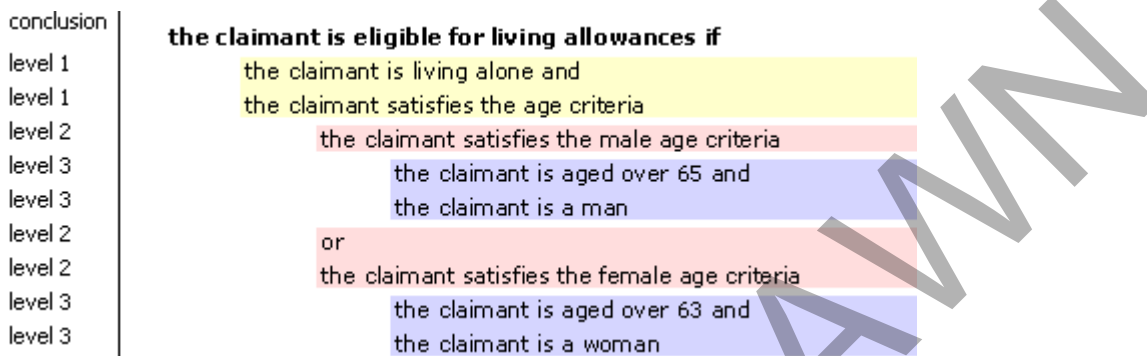 conclusion the claimant is eligible for living allowances if
level 1 the claimant is living alone and
level 1 the claimant satisfies the age criteria
level 2 the claimant satisfies the male age criteria
level 3 the claimant is aged over 65 and
level 3 the claimant is a man
level 2 or
level 2 the claimant satisfies the female age criteria
level 3 the claimant is aged over 63 and
level 3 the claimant is a woman
AWN